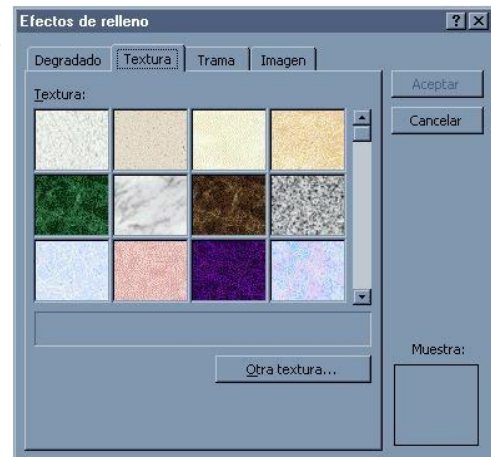 Efectos de relleno
Degradado Textura Trama Imagen
Textura:
Aceptar
Cancelar
Muestra:
Otra textura...